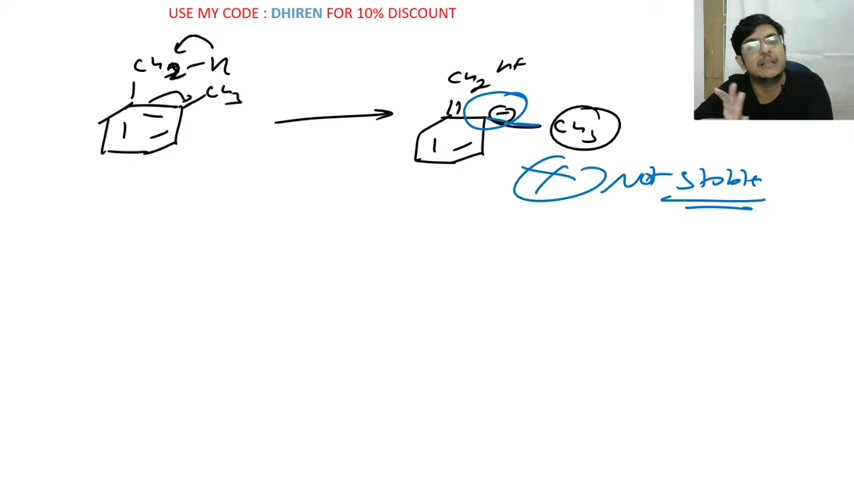 USE MY CODE : DHIREN FOR 10% DISCOUNT
CH2 – H
CH3
CH2
CH3
not stable